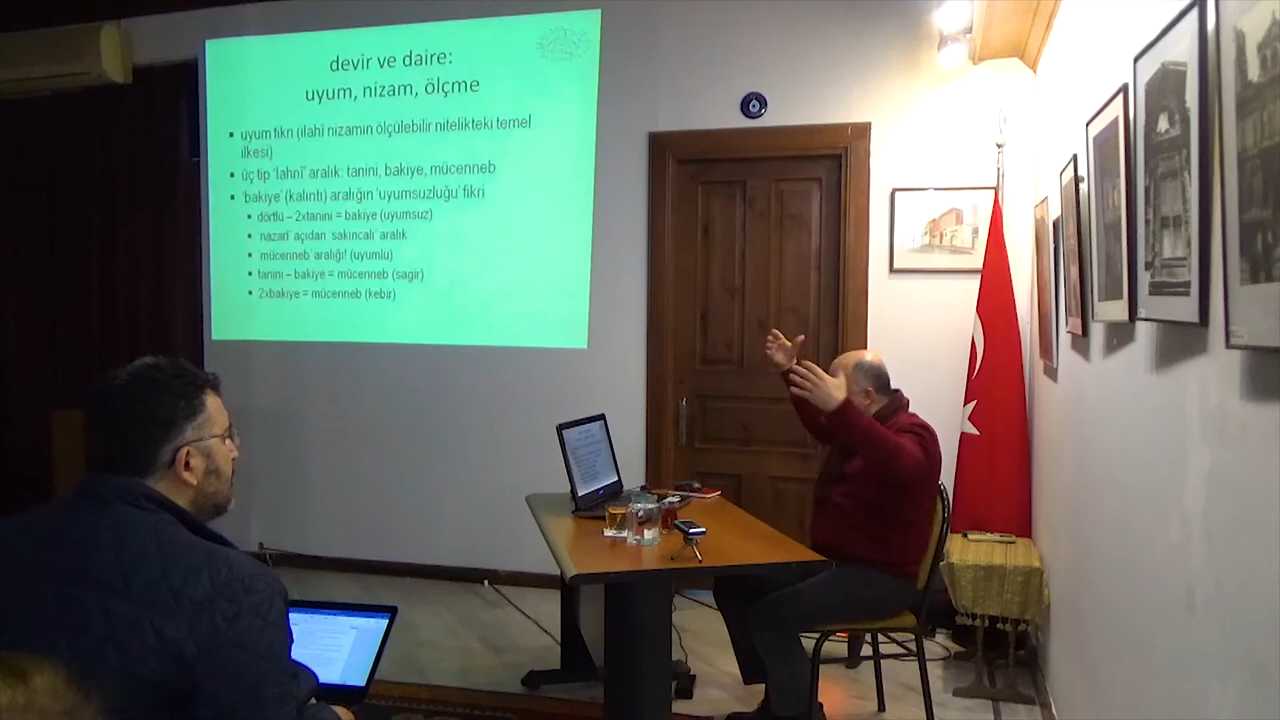 devir ve daire:
uyum, nizam, ölçme
▪ uyum fikri (ilahî nizamın ölçülebilir nitelikteki temel
ilkesi)
▪ üç tip 'lahnî' aralık: tanini, bakiye, mücenneb
▪ 'bakiye' (kalıntı) aralığın 'uyumsuzluğu' fikri
▪ dörtlü – 2xtanini = bakiye (uyumsuz)
▪ 'nazarî' açıdan 'sakıncalı' aralık
▪ 'mücenneb' aralığı! (uyumlu)
▪ tanini – bakiye = mücenneb (sagir)
▪ 2xbakiye = mücenneb (kebir)